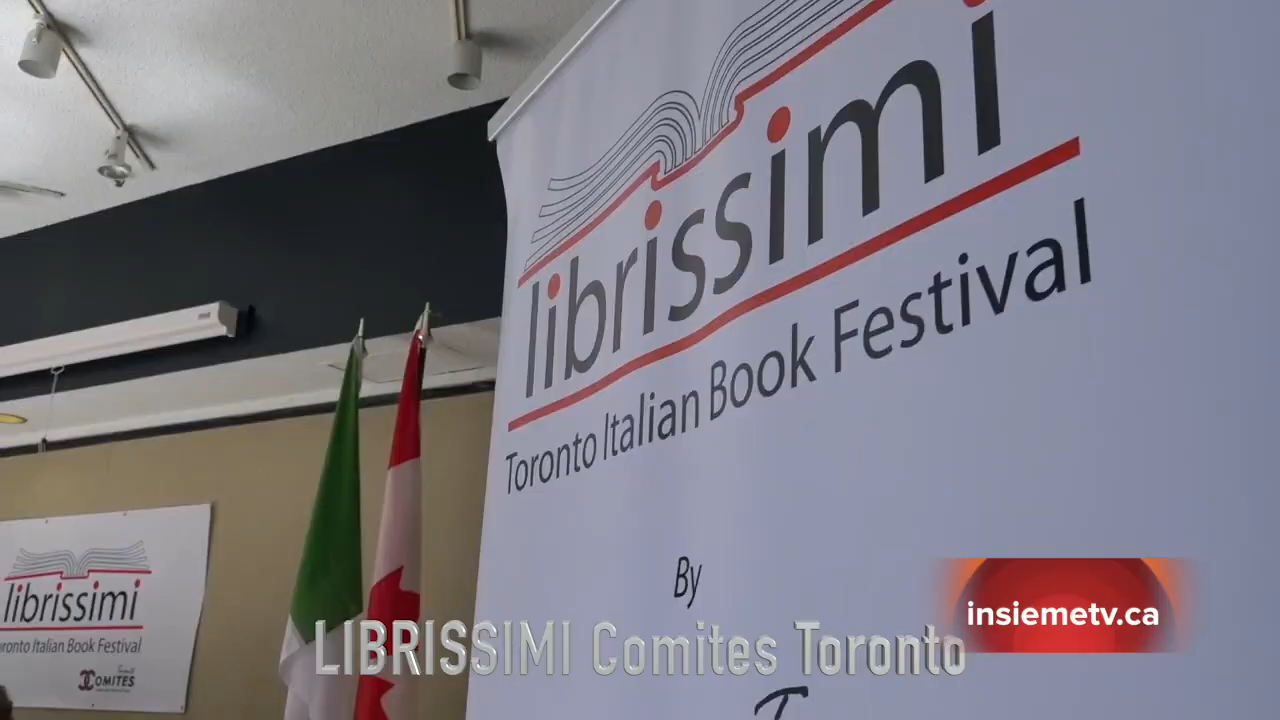 librissimi
Toronto Italian Book Festival
By
librissimi
Toronto Italian Book Festival
COMITES
insiemetv.ca
LIBRISSIMI Comites Toronto